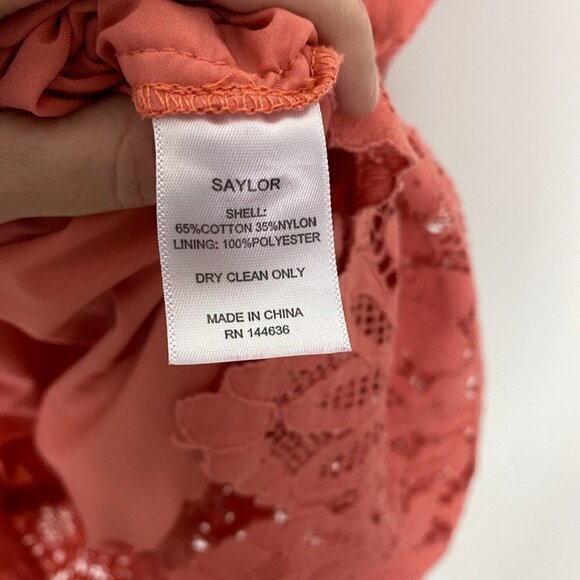 SAYLOR
SHELL:
65%COTTON 35%NYLON
LINING: 100%POLYESTER
DRY CLEAN ONLY
MADE IN CHINA
RN 144636